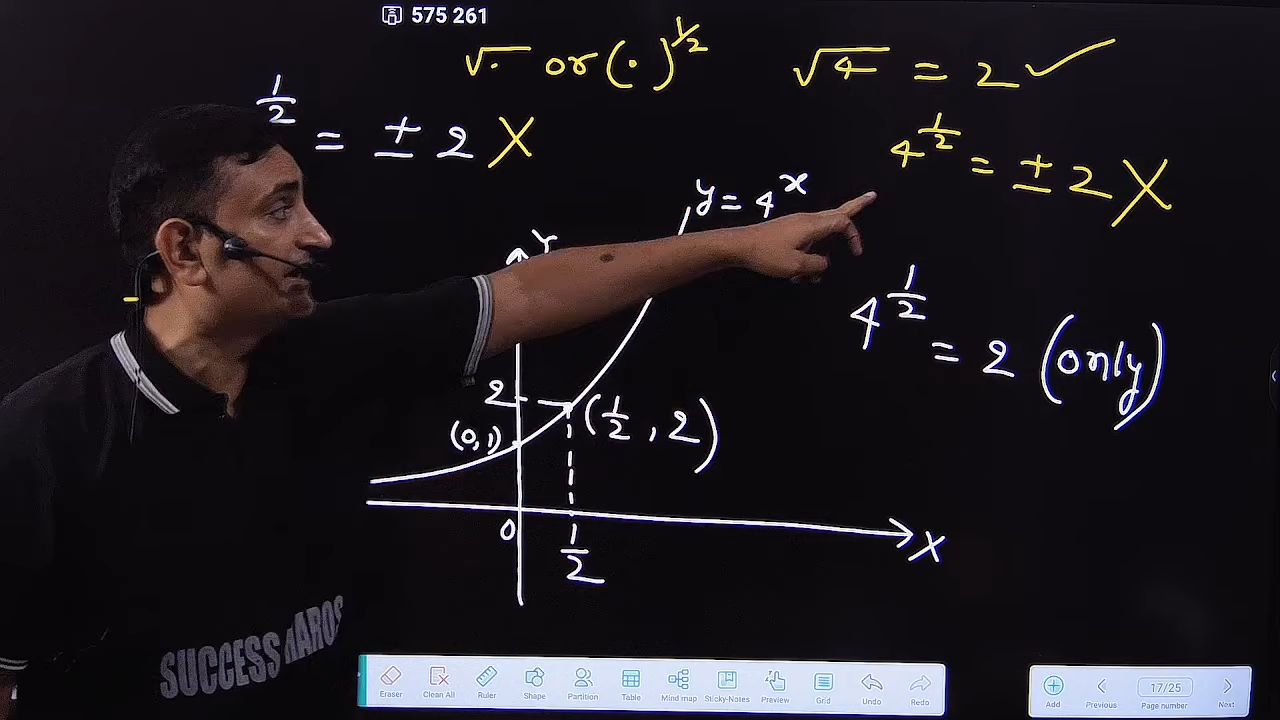 575 261
√· or (·)^½
√4 = 2 ✓
½ = ± 2 X
4^½ = ± 2 X
y = 4^x
Y
4^½ = 2 (only)
2
(½, 2)
(0,1)
0
½
X
SUCCESS
Eraser
Clean All
Ruler
Shape
Partition
Table
Mind map
Sticky-Notes
Preview
Grid
Undo
Redo
Add
Previous
17/25
Page number
Next